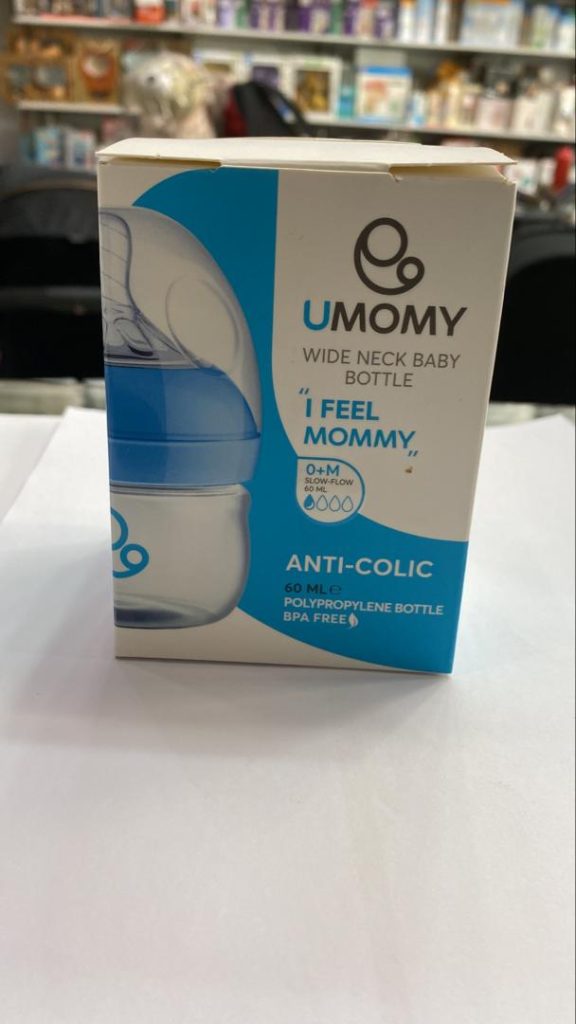 UMOMY
WIDE NECK BABY
BOTTLE
“I FEEL
MOMMY„
0+M
SLOW-FLOW
60 ML
ANTI-COLIC
60 ML ℮
POLYPROPYLENE BOTTLE
BPA FREE